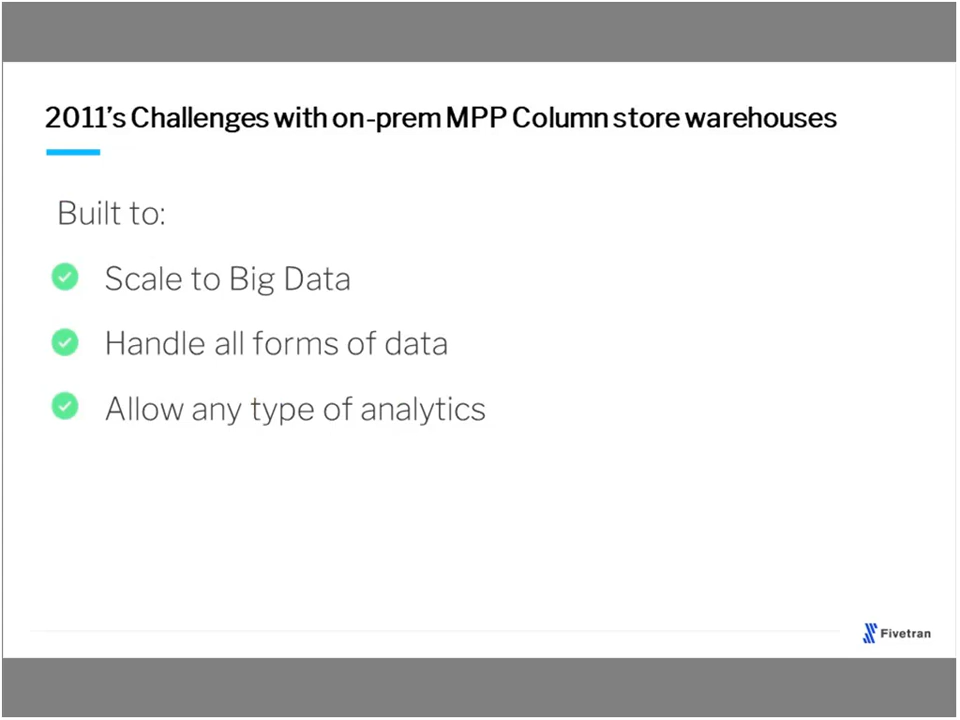 2011's Challenges with on-prem MPP Column store warehouses
Built to:
Scale to Big Data
Handle all forms of data
Allow any type of analytics
Fivetran